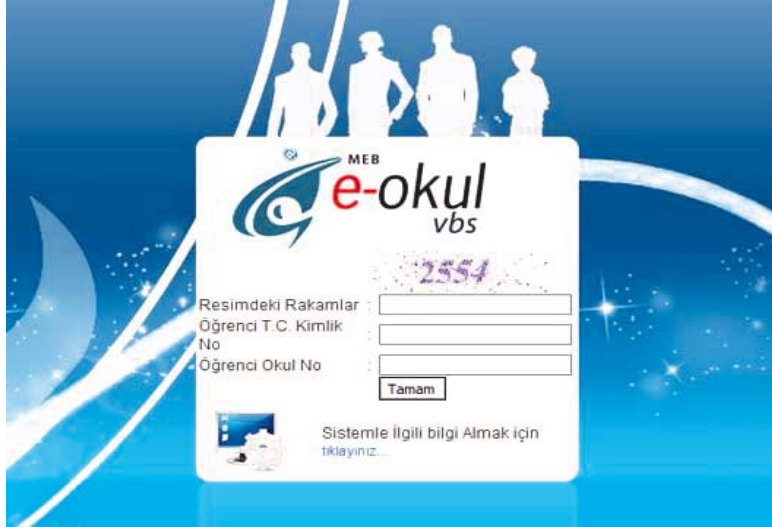 MEB
e-okul
vbs
2554
Resimdeki Rakamlar :
Öğrenci T.C. Kimlik
No :
Öğrenci Okul No :
Tamam
Sistemle İlgili bilgi Almak için
tıklayınız...